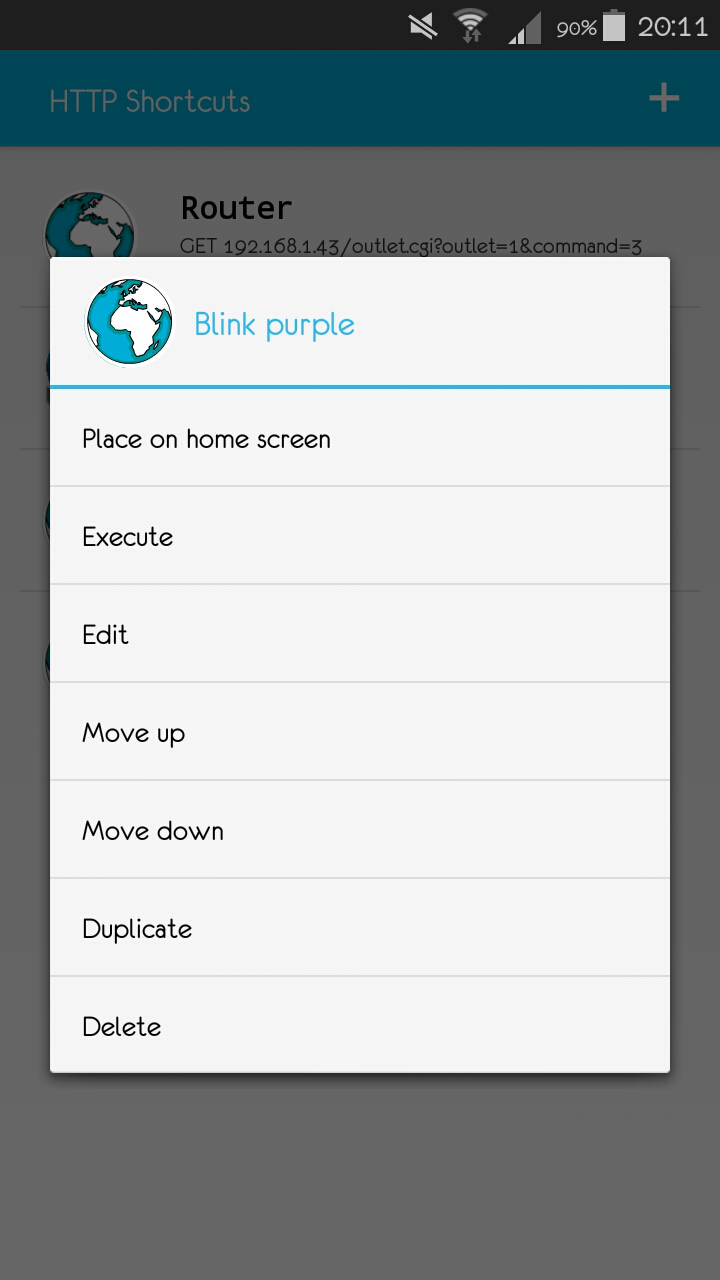 90% 20:11
HTTP Shortcuts
Router
GET 192.168.1.43/outlet.cgi?outlet=1&command=3
Blink purple
Place on home screen
Execute
Edit
Move up
Move down
Duplicate
Delete